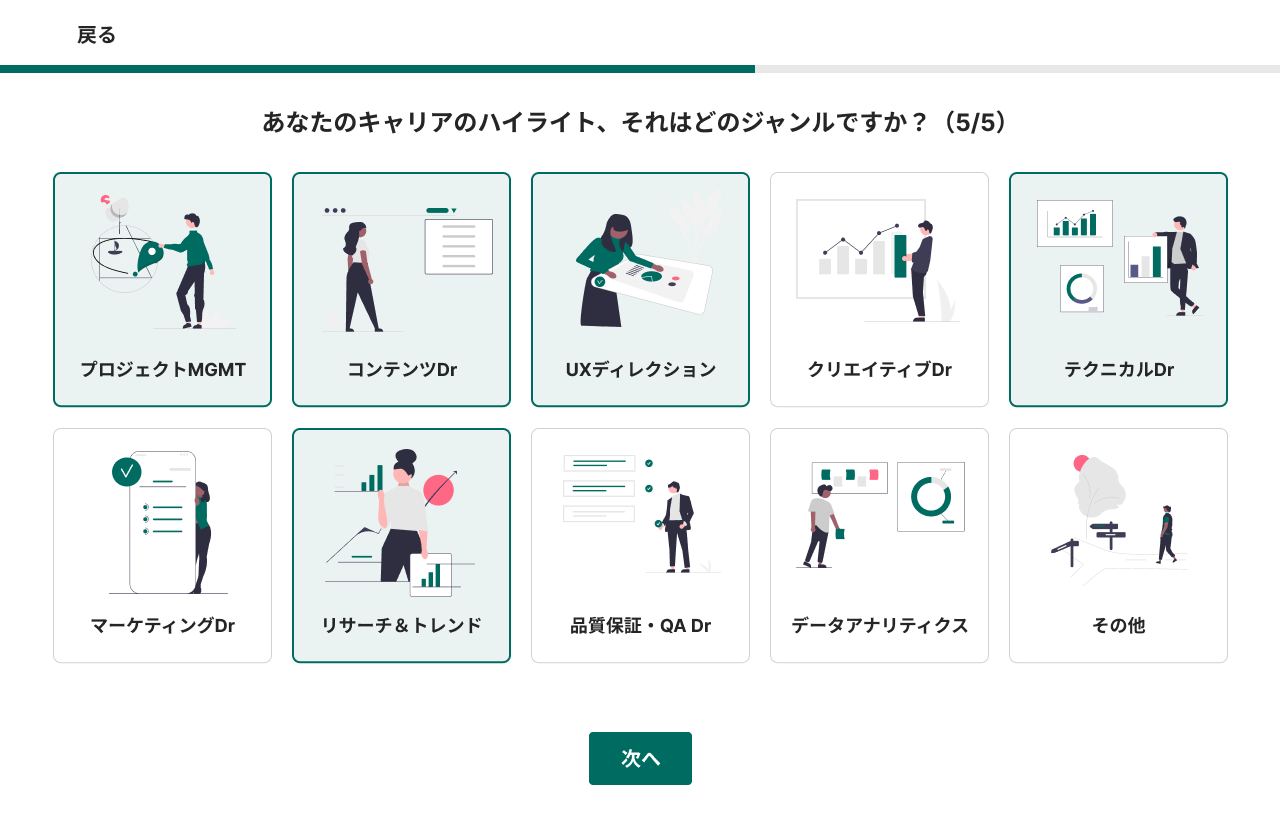 戻る
あなたのキャリアのハイライト、それはどのジャンルですか？（5/5）
プロジェクトMGMT
コンテンツDr
UXディレクション
クリエイティブDr
テクニカルDr
マーケティングDr
リサーチ＆トレンド
品質保証・QA Dr
データアナリティクス
その他
次へ